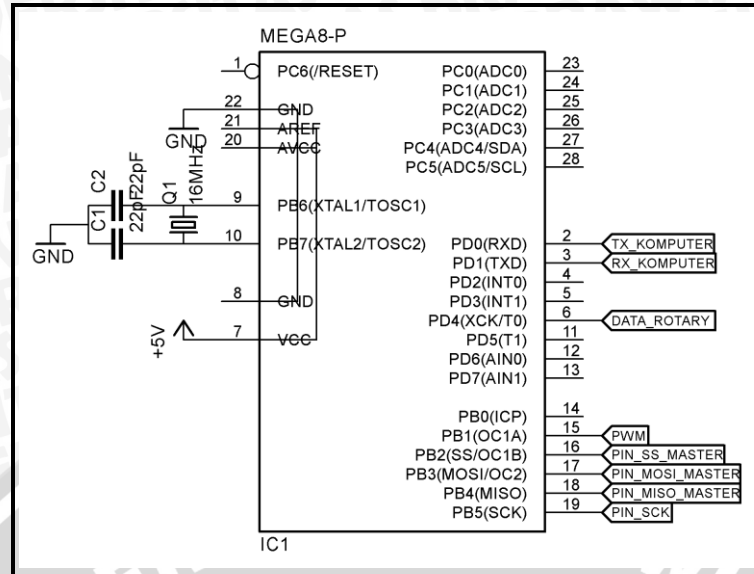 MEGA8-P
1 PC6(/RESET) PC0(ADC0) 23
PC1(ADC1) 24
22 GND PC2(ADC2) 25
21 AREF PC3(ADC3) 26
GND 20 AVCC PC4(ADC4/SDA) 27
PC5(ADC5/SCL) 28
C2 22pF
C1 22pF
Q1 16MHz
9 PB6(XTAL1/TOSC1)
10 PB7(XTAL2/TOSC2) PD0(RXD) 2 TX_KOMPUTER
GND PD1(TXD) 3 RX_KOMPUTER
PD2(INT0) 4
8 GND PD3(INT1) 5
PD4(XCK/T0) 6 DATA_ROTARY
+5V 7 VCC PD5(T1) 11
PD6(AIN0) 12
PD7(AIN1) 13
PB0(ICP) 14
PB1(OC1A) 15 PWM
PB2(SS/OC1B) 16 PIN_SS_MASTER
PB3(MOSI/OC2) 17 PIN_MOSI_MASTER
PB4(MISO) 18 PIN_MISO_MASTER
PB5(SCK) 19 PIN_SCK
IC1